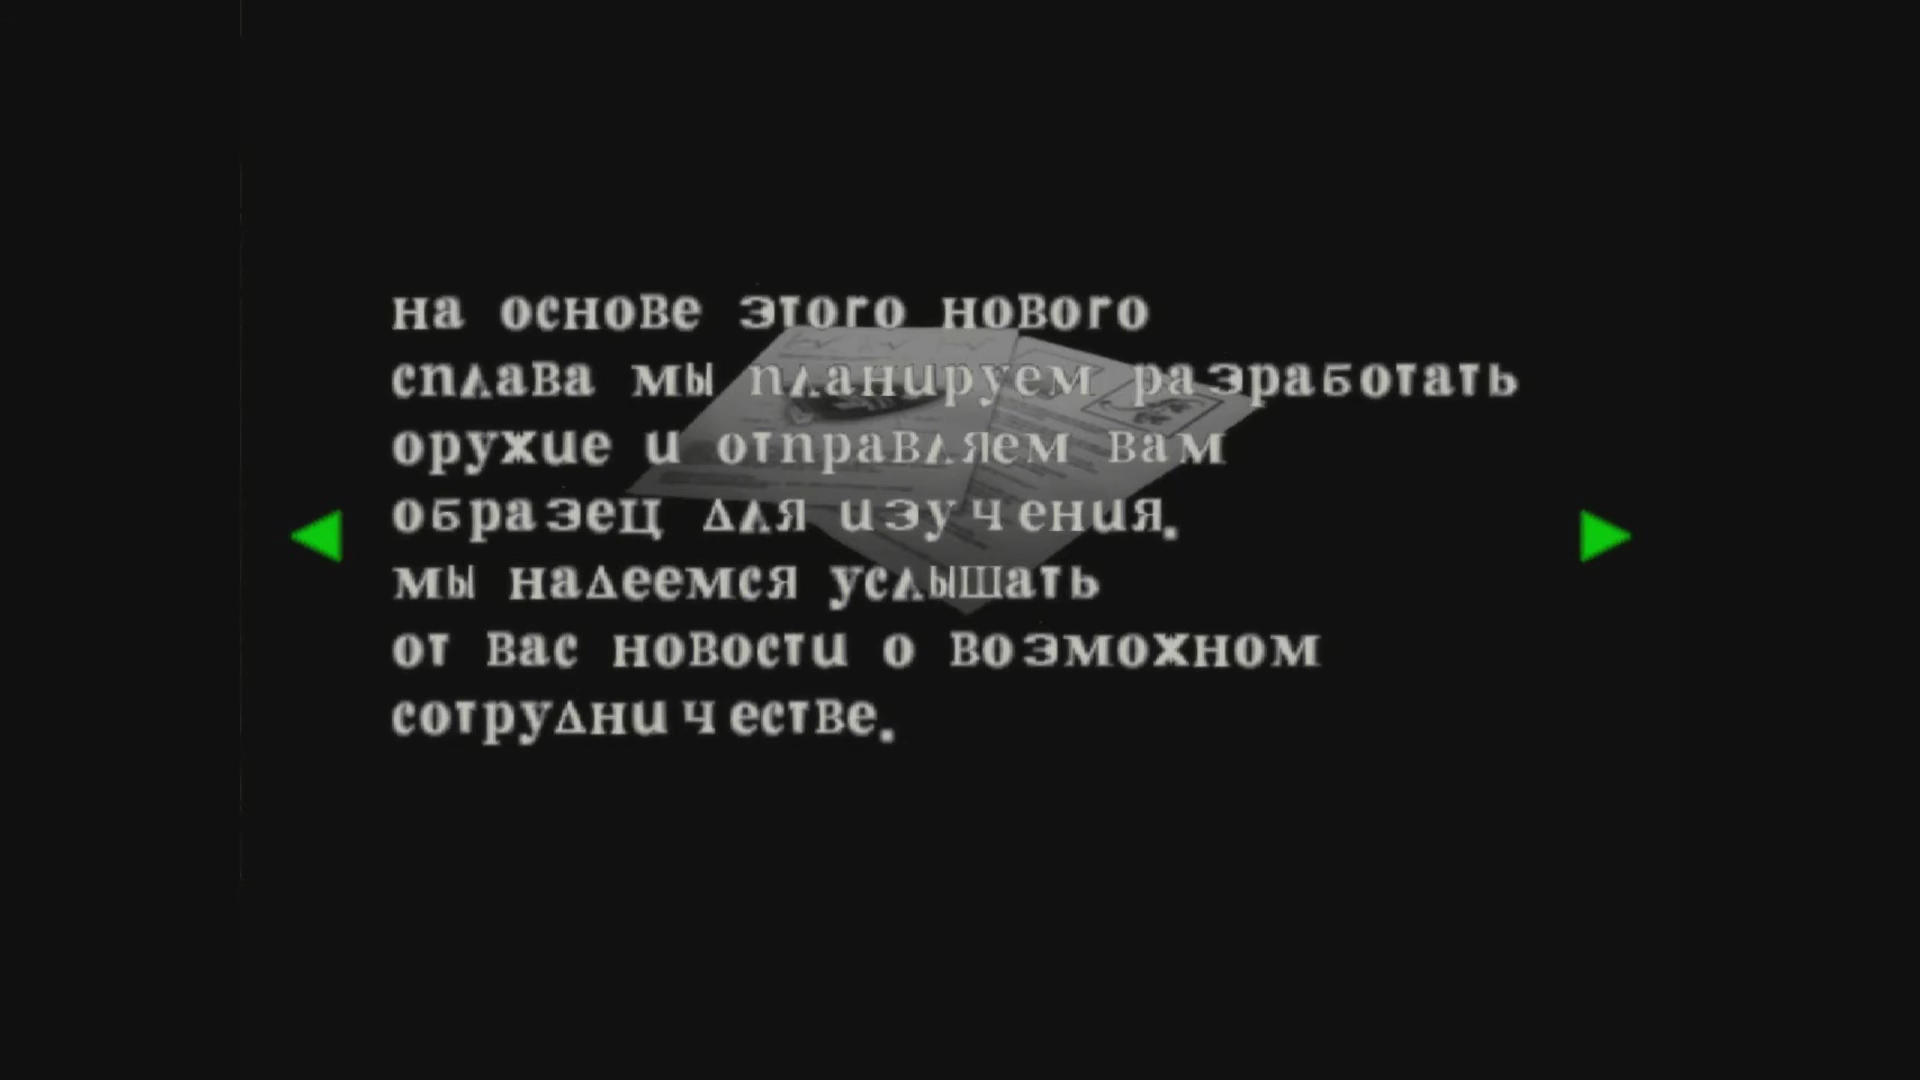 на основе этого нового
сплава мы планируем разработать
оружие и отправляем вам
образец для изучения.
мы надеемся услышать
от вас новости о возможном
сотрудничестве.